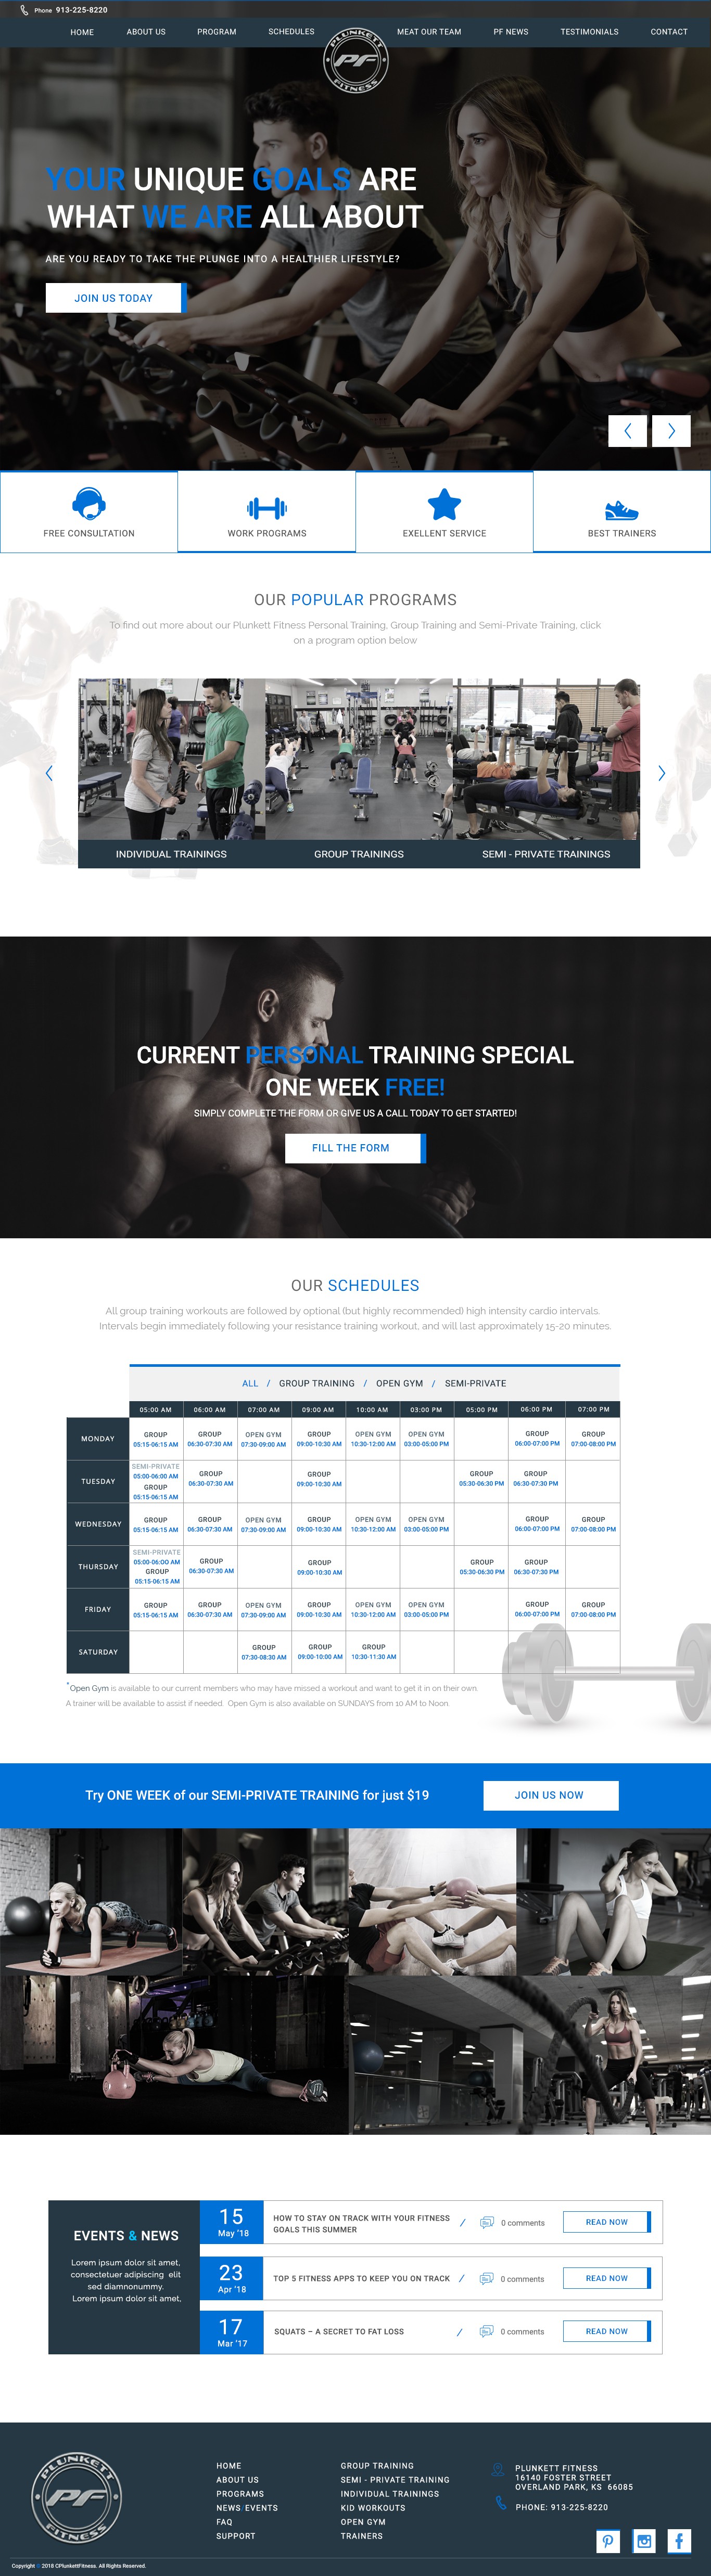 Phone 913-225-8220
HOME ABOUT US PROGRAM SCHEDULES MEAT OUR TEAM PF NEWS TESTIMONIALS CONTACT
PLUNKETT
PF
FITNESS
YOUR UNIQUE GOALS ARE
WHAT WE ARE ALL ABOUT
ARE YOU READY TO TAKE THE PLUNGE INTO A HEALTHIER LIFESTYLE?
JOIN US TODAY
FREE CONSULTATION WORK PROGRAMS EXELLENT SERVICE BEST TRAINERS
OUR POPULAR PROGRAMS
To find out more about our Plunkett Fitness Personal Training, Group Training and Semi-Private Training, click
on a program option below
INDIVIDUAL TRAININGS GROUP TRAININGS SEMI - PRIVATE TRAININGS
CURRENT PERSONAL TRAINING SPECIAL
ONE WEEK FREE!
SIMPLY COMPLETE THE FORM OR GIVE US A CALL TODAY TO GET STARTED!
FILL THE FORM
OUR SCHEDULES
All group training workouts are followed by optional (but highly recommended) high intensity cardio intervals.
Intervals begin immediately following your resistance training workout, and will last approximately 15-20 minutes.
ALL / GROUP TRAINING / OPEN GYM / SEMI-PRIVATE
05:00 AM 06:00 AM 07:00 AM 09:00 AM 10:00 AM 03:00 PM 05:00 PM 06:00 PM 07:00 PM
MONDAY
GROUP GROUP OPEN GYM GROUP OPEN GYM OPEN GYM GROUP GROUP
05:15-06:15 AM 06:30-07:30 AM 07:30-09:00 AM 09:00-10:30 AM 10:30-12:00 AM 03:00-05:00 PM 06:00-07:00 PM 07:00-08:00 PM
TUESDAY
SEMI-PRIVATE
05:00-06:00 AM
GROUP
05:15-06:15 AM
GROUP GROUP GROUP GROUP
06:30-07:30 AM 09:00-10:30 AM 05:30-06:30 PM 06:30-07:30 PM
WEDNESDAY
GROUP GROUP OPEN GYM GROUP OPEN GYM OPEN GYM GROUP GROUP
05:15-06:15 AM 06:30-07:30 AM 07:30-09:00 AM 09:00-10:30 AM 10:30-12:00 AM 03:00-05:00 PM 06:00-07:00 PM 07:00-08:00 PM
THURSDAY
SEMI-PRIVATE
05:00-06:00 AM
GROUP
05:15-06:15 AM
GROUP GROUP GROUP GROUP
06:30-07:30 AM 09:00-10:30 AM 05:30-06:30 PM 06:30-07:30 PM
FRIDAY
GROUP GROUP OPEN GYM GROUP OPEN GYM OPEN GYM GROUP GROUP
05:15-06:15 AM 06:30-07:30 AM 07:30-09:00 AM 09:00-10:30 AM 10:30-12:00 AM 03:00-05:00 PM 06:00-07:00 PM 07:00-08:00 PM
SATURDAY
GROUP GROUP GROUP
07:30-08:30 AM 09:00-10:00 AM 10:30-11:30 AM
*Open Gym is available to our current members who may have missed a workout and want to get it in on their own.
A trainer will be available to assist if needed. Open Gym is also available on SUNDAYS from 10 AM to Noon.
Try ONE WEEK of our SEMI-PRIVATE TRAINING for just $19
JOIN US NOW
EVENTS & NEWS
Lorem ipsum dolor sit amet,
consectetuer adipiscing elit
sed diamnonummy.
Lorem ipsum dolor sit amet,
15
May '18
HOW TO STAY ON TRACK WITH YOUR FITNESS
GOALS THIS SUMMER
/ 0 comments
READ NOW
23
Apr '18
TOP 5 FITNESS APPS TO KEEP YOU ON TRACK / 0 comments
READ NOW
17
Mar '17
SQUATS – A SECRET TO FAT LOSS / 0 comments
READ NOW
PLUNKETT
PF
FITNESS
HOME
ABOUT US
PROGRAMS
NEWS EVENTS
FAQ
SUPPORT
GROUP TRAINING
SEMI - PRIVATE TRAINING
INDIVIDUAL TRAININGS
KID WORKOUTS
OPEN GYM
TRAINERS
PLUNKETT FITNESS
16140 FOSTER STREET
OVERLAND PARK, KS 66085
PHONE: 913-225-8220
Copyright © 2018 CPlunkettFitness. All Rights Reserved.